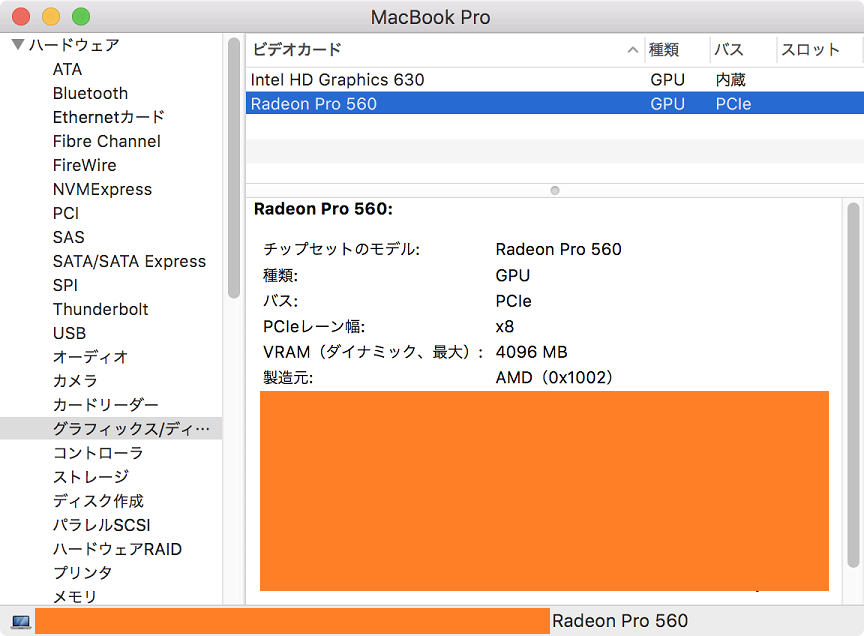 MacBook Pro
ハードウェア
ATA
Bluetooth
Ethernetカード
Fibre Channel
FireWire
NVMExpress
PCI
SAS
SATA/SATA Express
SPI
Thunderbolt
USB
オーディオ
カメラ
カードリーダー
グラフィックス/ディ…
コントローラ
ストレージ
ディスク作成
パラレルSCSI
ハードウェアRAID
プリンタ
メモリ
ビデオカード 種類 バス スロット
Intel HD Graphics 630 GPU 内蔵
Radeon Pro 560 GPU PCIe
Radeon Pro 560:
チップセットのモデル: Radeon Pro 560
種類: GPU
バス: PCIe
PCIeレーン幅: x8
VRAM（ダイナミック、最大）: 4096 MB
製造元: AMD（0x1002）
Radeon Pro 560